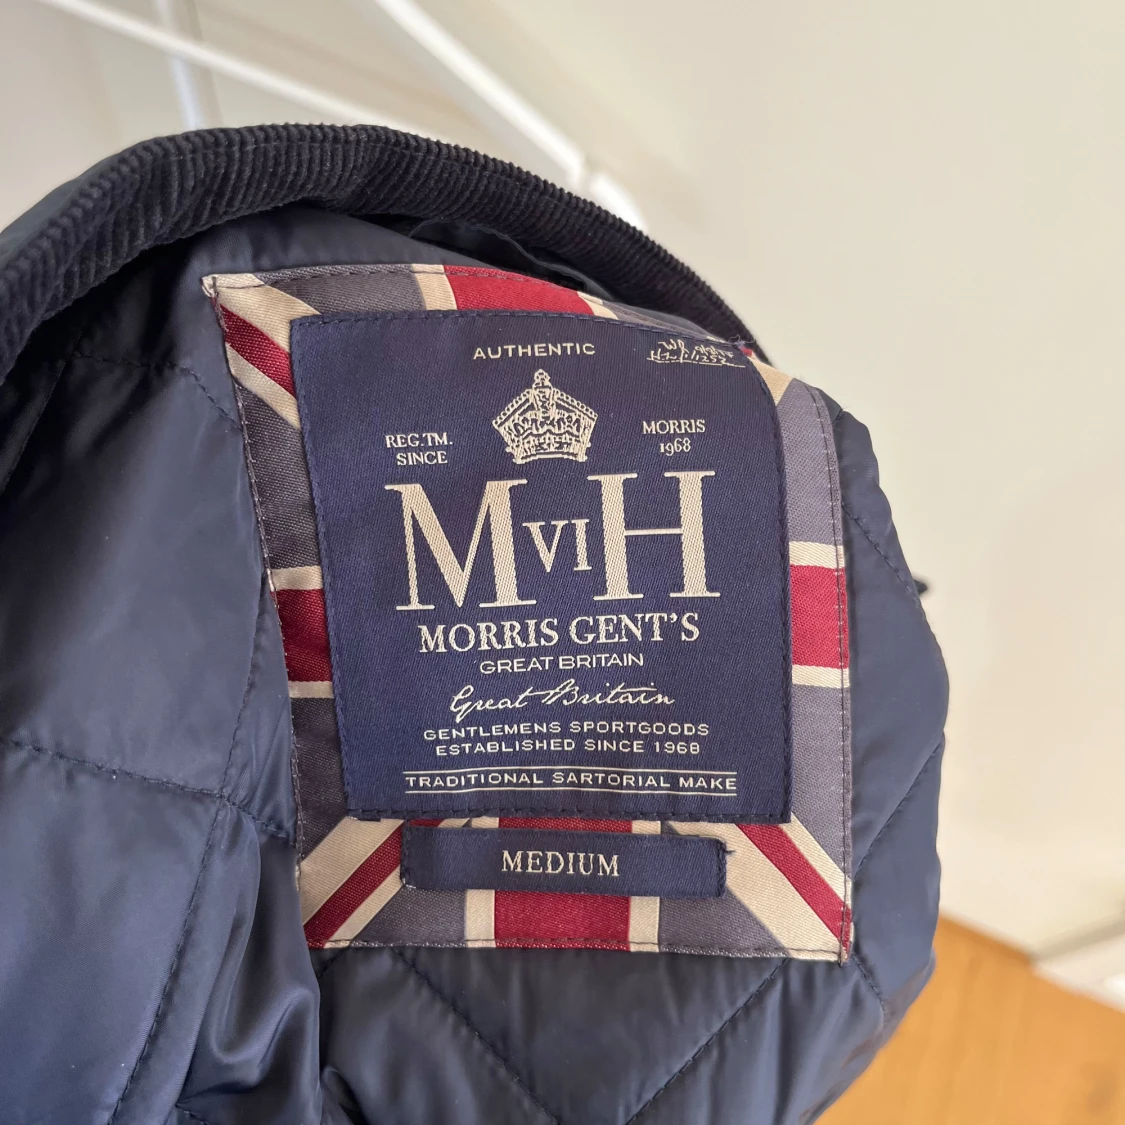 AUTHENTIC
REG.TM.
SINCE
MORRIS
1968
MVIH
MORRIS GENT'S
GREAT BRITAIN
Great Britain
GENTLEMENS SPORTGOODS
ESTABLISHED SINCE 1968
TRADITIONAL SARTORIAL MAKE
MEDIUM